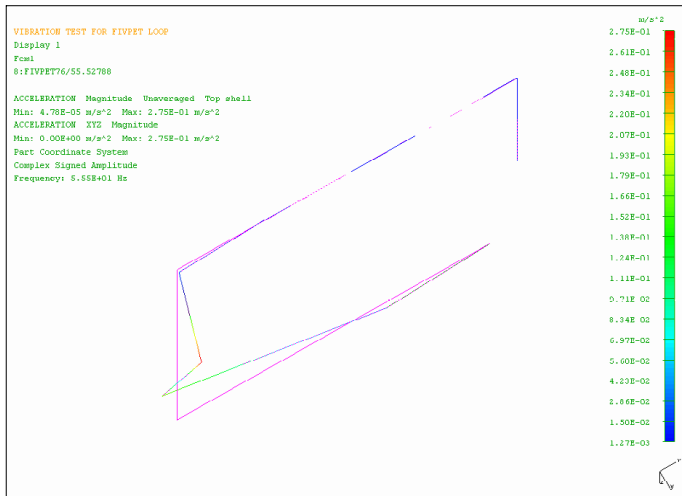 VIBRATION TEST FOR FIVPET LOOP
Display 1
Fem1
8:FIVPET76/55.52788
ACCELERATION Magnitude Unaveraged Top shell
Min: 4.78E-05 m/s^2 Max: 2.75E-01 m/s^2
ACCELERATION XYZ Magnitude
Min: 0.00E+00 m/s^2 Max: 2.75E-01 m/s^2
Part Coordinate System
Complex Signed Amplitude
Frequency: 5.55E+01 Hz
m/s^2
2.75E-01
2.61E-01
2.48E-01
2.34E-01
2.20E-01
2.07E-01
1.93E-01
1.79E-01
1.66E-01
1.52E-01
1.38E-01
1.24E-01
1.11E-01
9.71E 02
8.34E 02
6.97E-02
5.60E-02
4.23E-02
2.86E-02
1.50E-02
1.27E-03